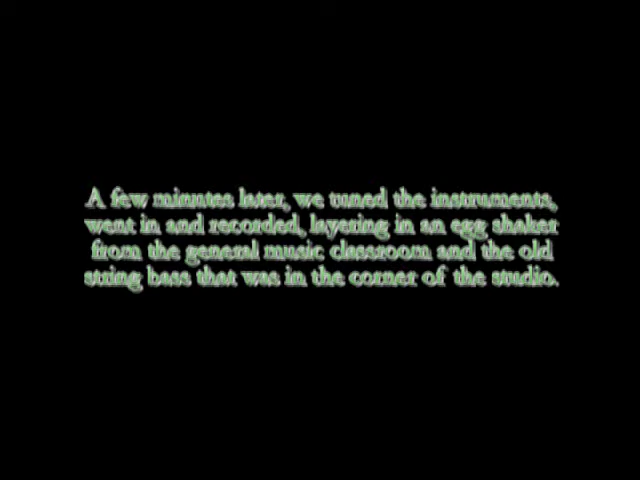 A few minutes later, we tuned the instruments,
went in and recorded, layering in an egg shaker
from the general music classroom and the old
string bass that was in the corner of the studio.